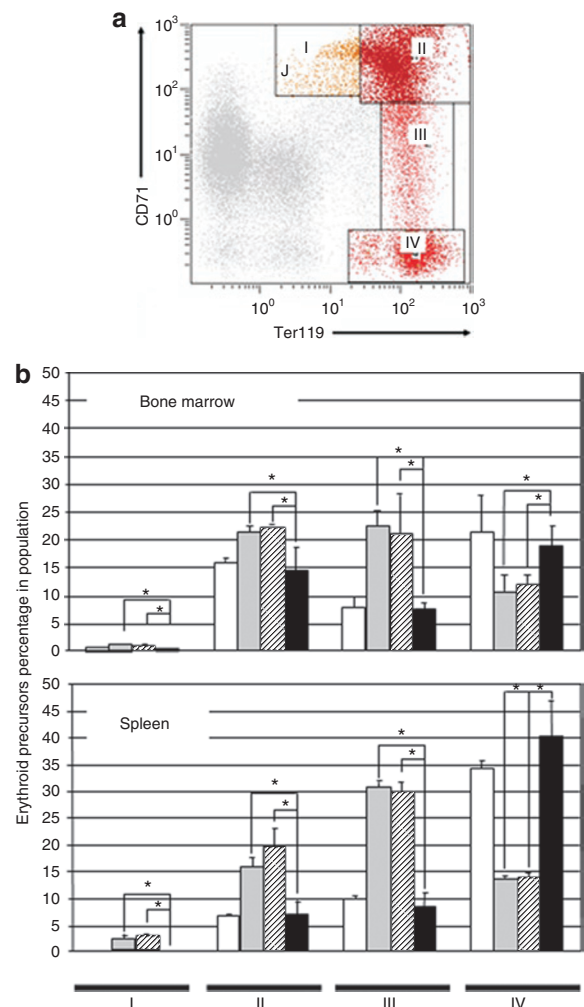 a
10³
10²
10¹
10⁰
CD71
I
J
II
III
IV
10⁰ 10¹ 10² 10³
Ter119
b
Erythroid precursors percentage in population
50
45
40
35
30
25
20
15
10
5
0
Bone marrow
* * * * * * * *
50
45
40
35
30
25
20
15
10
5
0
Spleen
* * * * * * * *
I II III IV